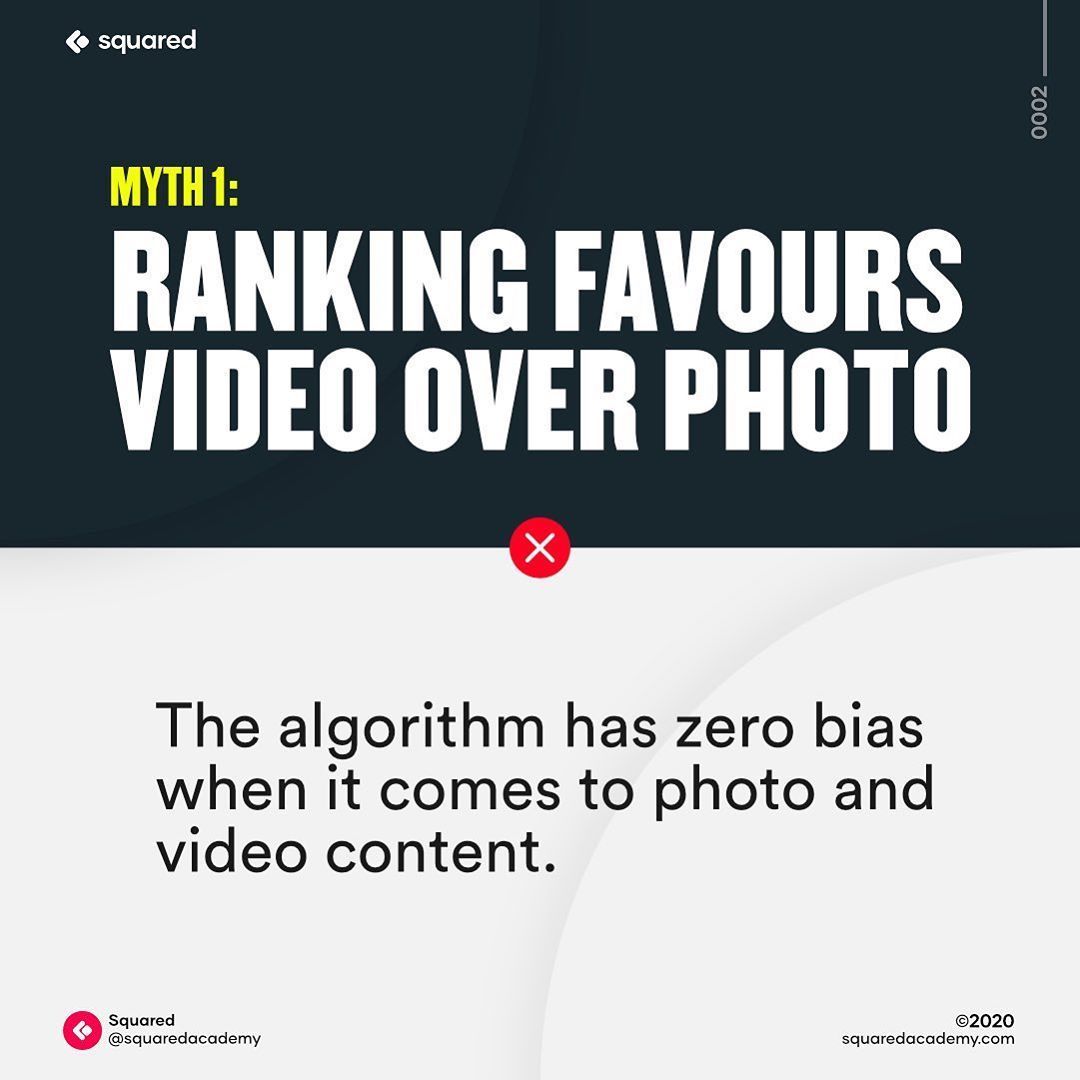 squared
0002
MYTH 1:
RANKING FAVOURS
VIDEO OVER PHOTO
The algorithm has zero bias
when it comes to photo and
video content.
Squared
@squaredacademy
©2020
squaredacademy.com